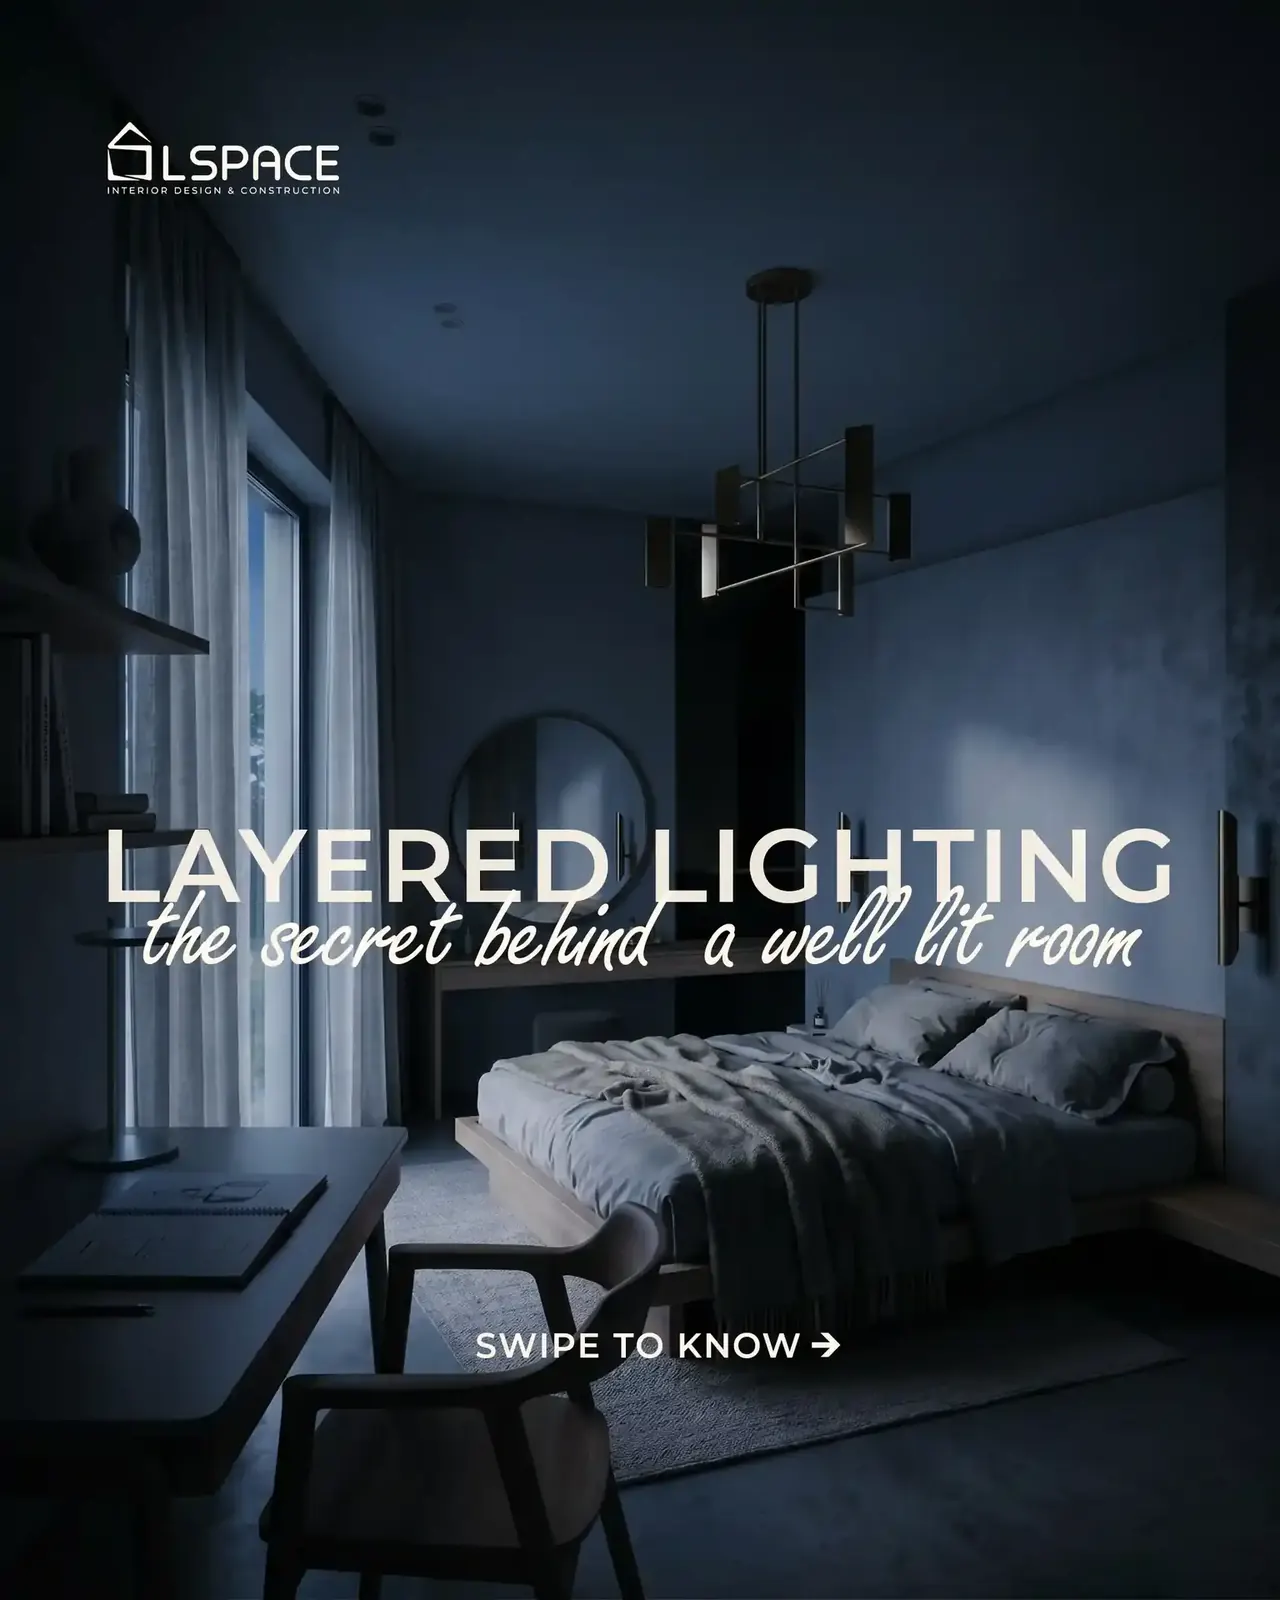 LSPACE
INTERIOR DESIGN & CONSTRUCTION
LAYERED LIGHTING
the secret behind a well lit room
SWIPE TO KNOW →